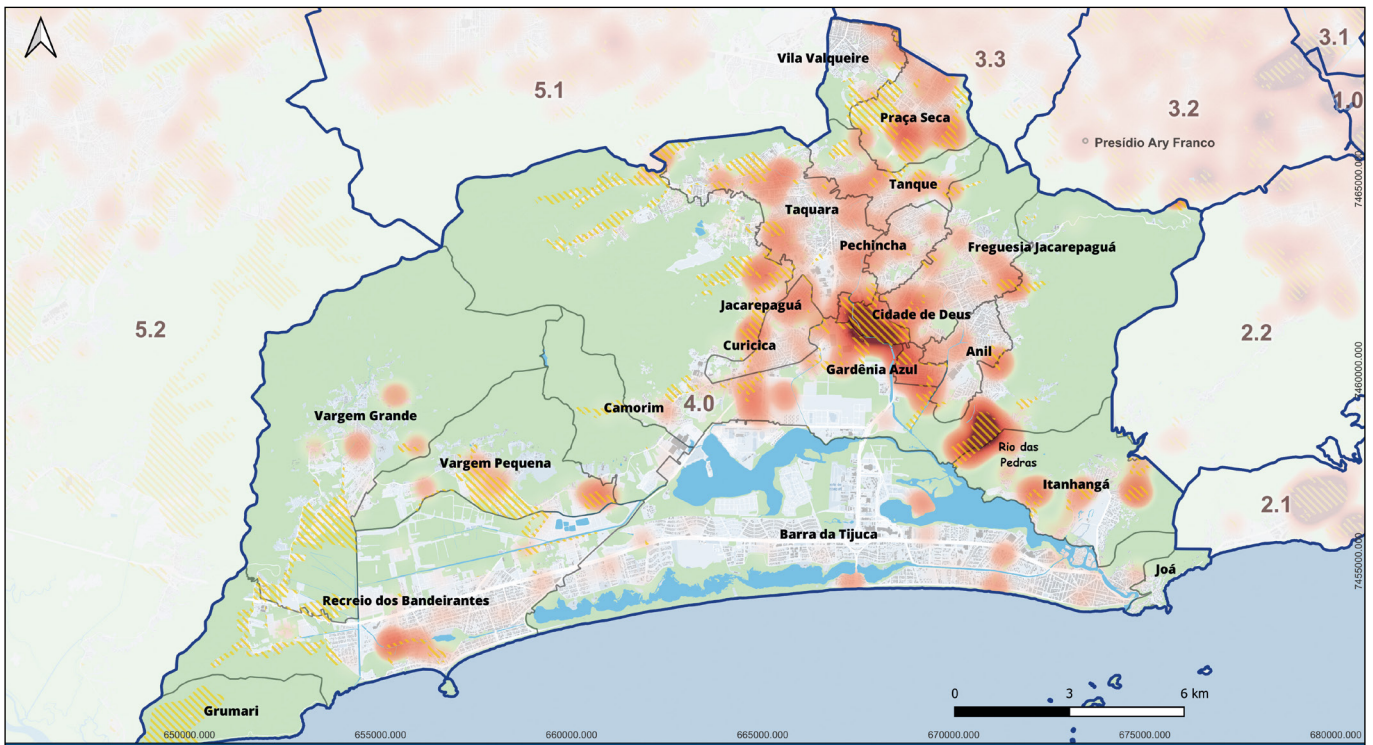 3.1
Vila Valqueire
3.3
5.1
1.0
3.2
Praça Seca
Presídio Ary Franco
7465000.000
Tanque
Taquara
Pechincha
Freguesia Jacarepaguá
Jacarepaguá
Cidade de Deus
5.2
2.2
Curicica
Anil
Gardênia Azul
7460000.000
Camorim
4.0
Vargem Grande
Rio das
Pedras
Vargem Pequena
Itanhangá
2.1
Barra da Tijuca
7455000.000
Joá
Recreio dos Bandeirantes
0 3 6 km
Grumari
650000.000 655000.000 660000.000 665000.000 670000.000 675000.000 680000.000